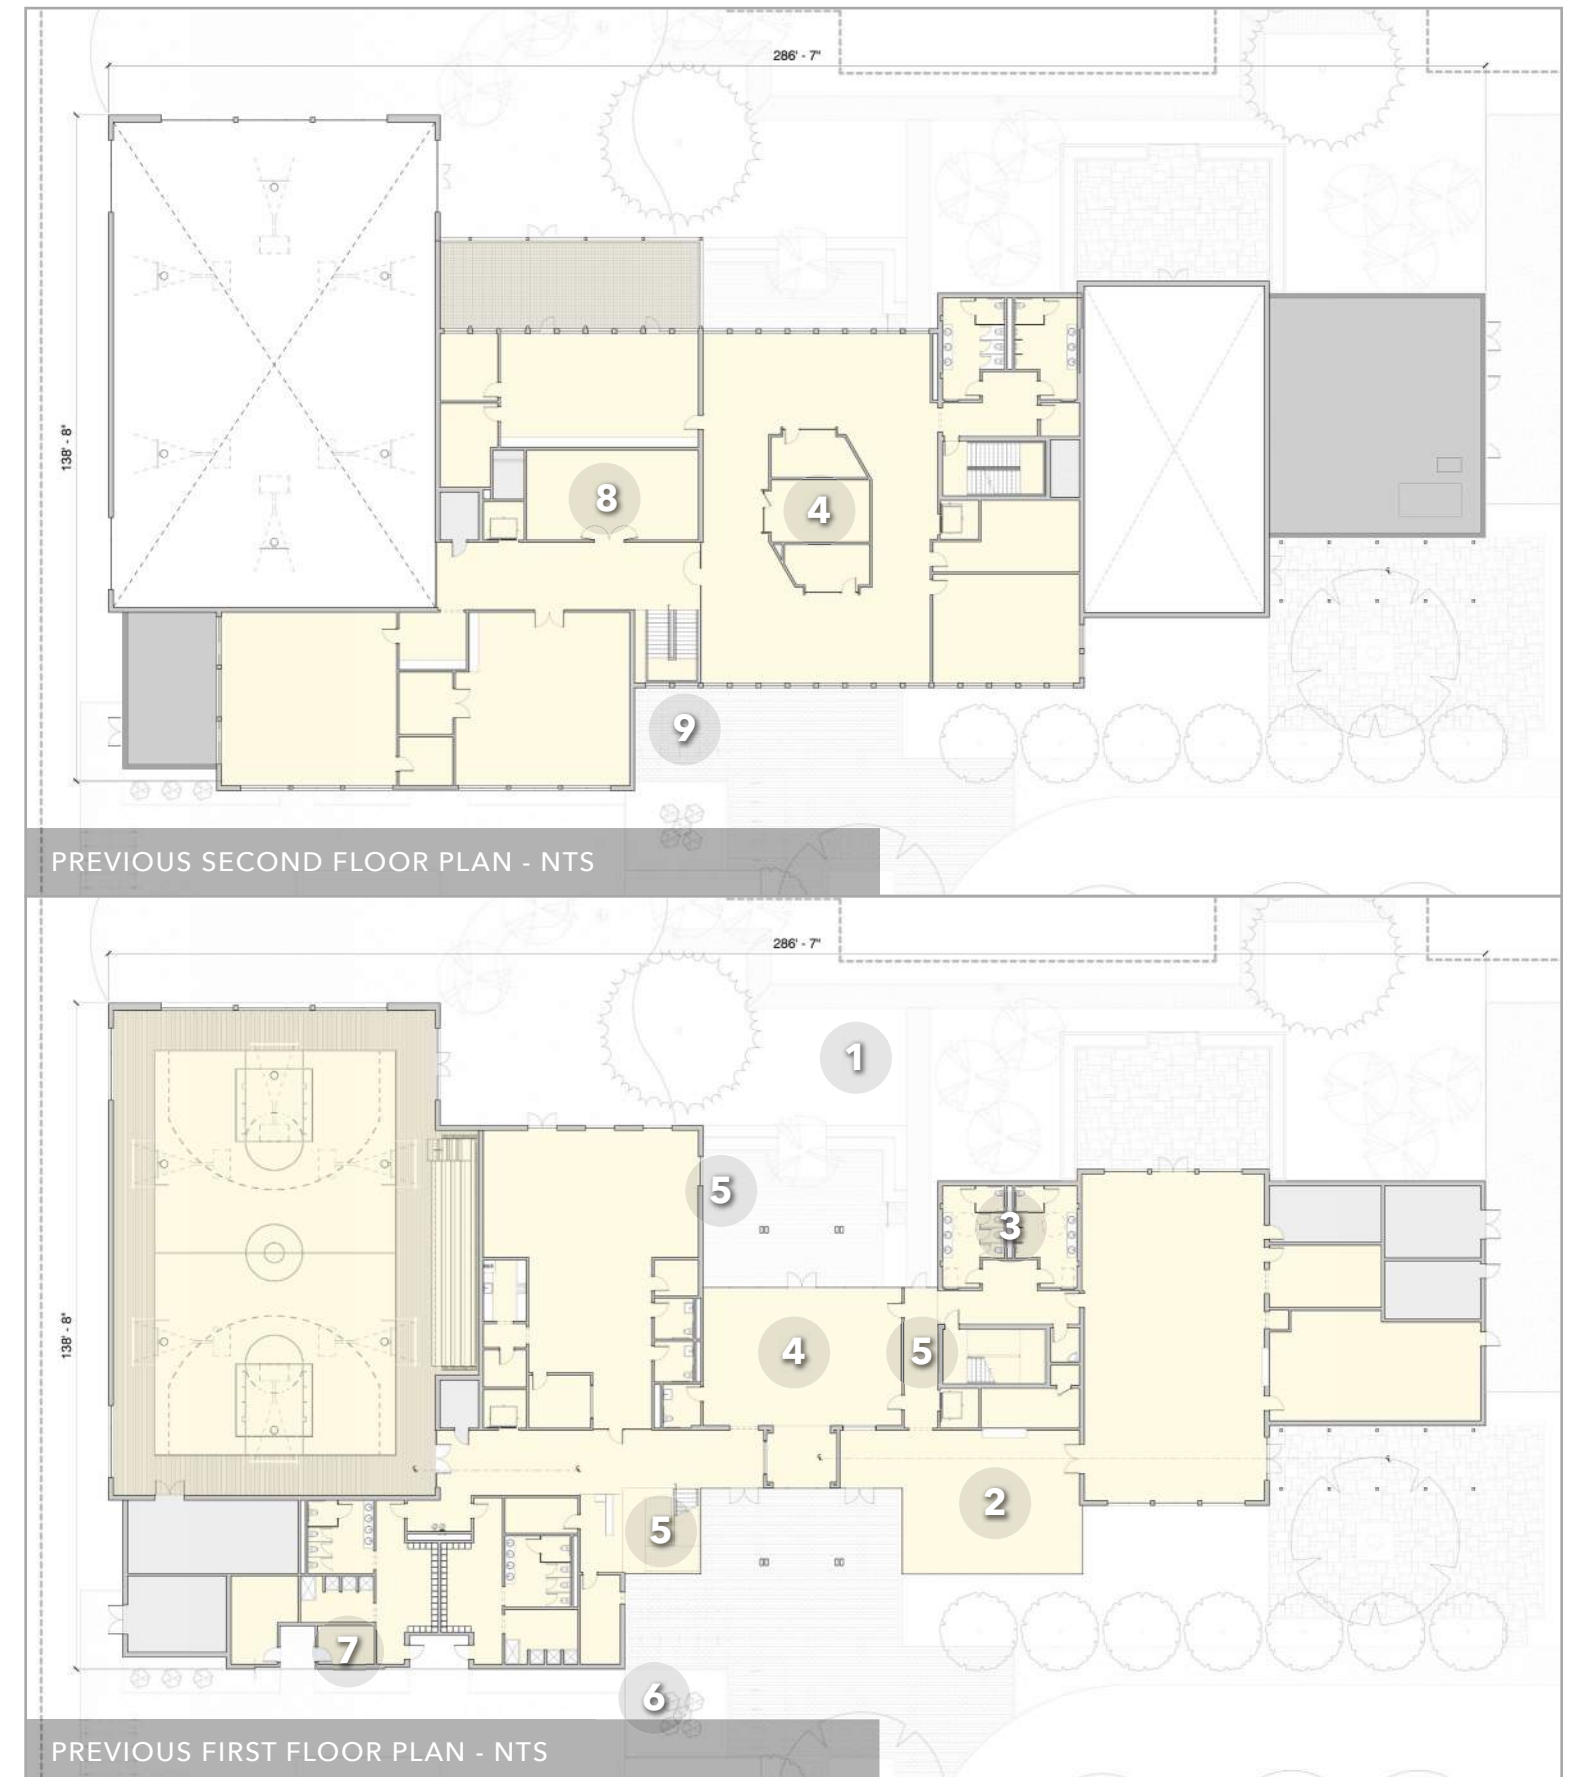 286' - 7"
138' - 8"
8
4
9
PREVIOUS SECOND FLOOR PLAN - NTS
286' - 7"
1
5
138' - 8"
3
4
5
2
5
7
6
PREVIOUS FIRST FLOOR PLAN - NTS